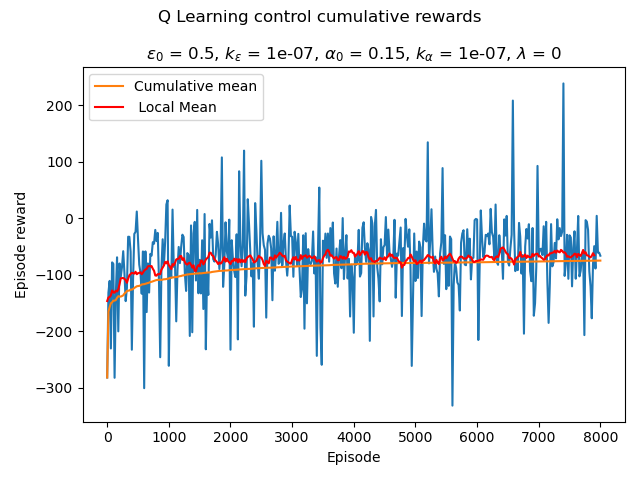 Q Learning control cumulative rewards
ε₀ = 0.5, kε = 1e-07, α₀ = 0.15, kα = 1e-07, λ = 0
Cumulative mean
Local Mean
Episode reward
200
100
0
−100
−200
−300
0
1000
2000
3000
4000
5000
6000
7000
8000
Episode